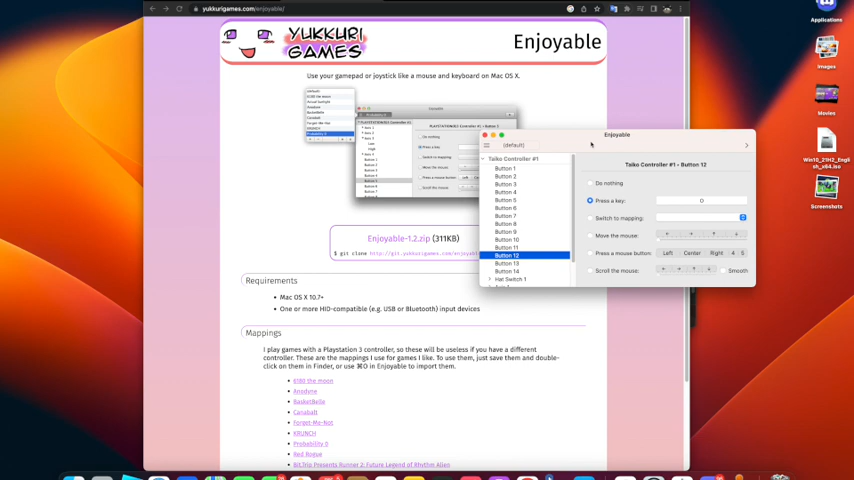 yukkurigames.com/enjoyable/
YUKKURI
GAMES
Enjoyable
Use your gamepad or joystick like a mouse and keyboard on Mac OS X.
Enjoyable-1.2.zip (311KB)
$ git clone http://git.yukkurigames.com/enjoyabl
Requirements
Mac OS X 10.7+
One or more HID-compatible (e.g. USB or Bluetooth) input devices
Mappings
I play games with a Playstation 3 controller, so these will be useless if you have a different
controller. These are the mappings I use for games I like. To use them, just save them and double-
click on them in Finder, or use ⌘O in Enjoyable to import them.
6180 the moon
Anodyne
BasketBelle
Canabalt
Forget-Me-Not
KRUNCH
Probability 0
Red Rogue
Bit.Trip Presents Runner 2: Future Legend of Rhythm Alien
Enjoyable
(default)
Taiko Controller #1
Button 1
Button 2
Button 3
Button 4
Button 5
Button 6
Button 7
Button 8
Button 9
Button 10
Button 11
Button 12
Button 13
Button 14
Hat Switch 1
Taiko Controller #1 › Button 12
Do nothing
Press a key:
Switch to mapping:
Move the mouse:
Press a mouse button: Left Center Right 4 5
Scroll the mouse: Smooth
Applications
Images
Movies
Win10_21H2_Engli
sh_x64.iso
Screenshots